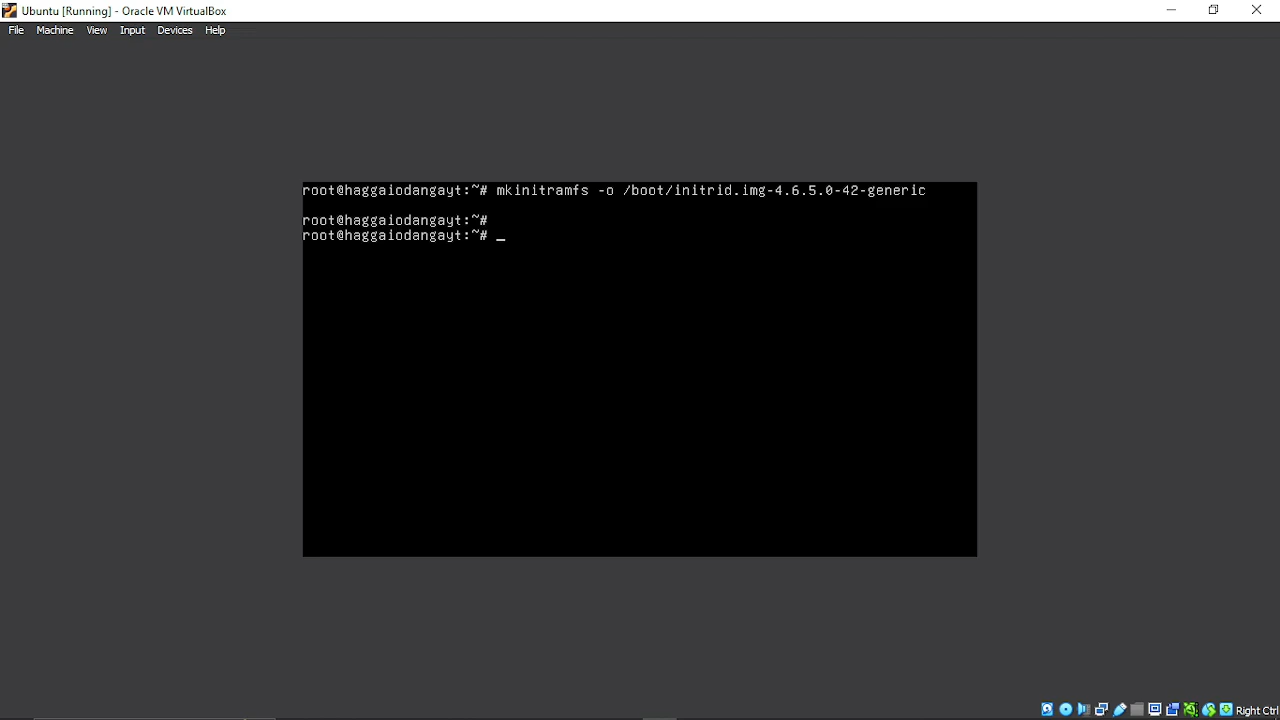 Ubuntu [Running] - Oracle VM VirtualBox
File Machine View Input Devices Help
root@haggaiodangayt:~# mkinitramfs -o /boot/initrid.img-4.6.5.0-42-generic
root@haggaiodangayt:~#
root@haggaiodangayt:~# _
Right Ctrl